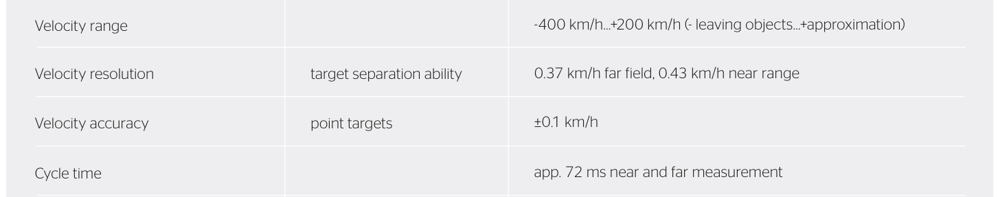 Velocity range -400 km/h...+200 km/h (- leaving objects...+approximation)
Velocity resolution target separation ability 0.37 km/h far field, 0.43 km/h near range
Velocity accuracy point targets ±0.1 km/h
Cycle time app. 72 ms near and far measurement